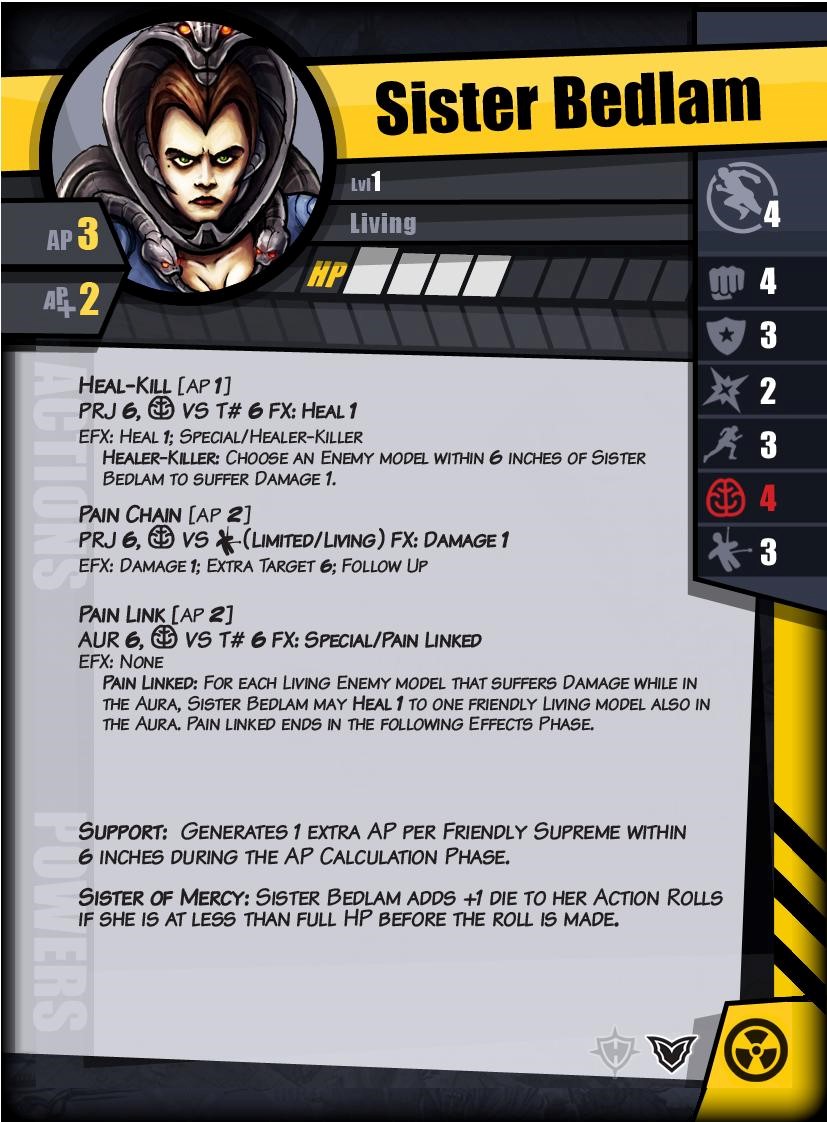 Sister Bedlam
Lvl 1
Living
AP 3
AP+ 2
HP
4
4
3
2
3
4
3
ACTIONS
HEAL-KILL [AP 1]
PRJ 6, VS T# 6 FX: HEAL 1
EFX: HEAL 1; SPECIAL/HEALER-KILLER
HEALER-KILLER: CHOOSE AN ENEMY MODEL WITHIN 6 INCHES OF SISTER
BEDLAM TO SUFFER DAMAGE 1.
PAIN CHAIN [AP 2]
PRJ 6, VS (LIMITED/LIVING) FX: DAMAGE 1
EFX: DAMAGE 1; EXTRA TARGET 6; FOLLOW UP
PAIN LINK [AP 2]
AUR 6, VS T# 6 FX: SPECIAL/PAIN LINKED
EFX: NONE
PAIN LINKED: FOR EACH LIVING ENEMY MODEL THAT SUFFERS DAMAGE WHILE IN
THE AURA, SISTER BEDLAM MAY HEAL 1 TO ONE FRIENDLY LIVING MODEL ALSO IN
THE AURA. PAIN LINKED ENDS IN THE FOLLOWING EFFECTS PHASE.
POWERS
SUPPORT: GENERATES 1 EXTRA AP PER FRIENDLY SUPREME WITHIN
6 INCHES DURING THE AP CALCULATION PHASE.
SISTER OF MERCY: SISTER BEDLAM ADDS +1 DIE TO HER ACTION ROLLS
IF SHE IS AT LESS THAN FULL HP BEFORE THE ROLL IS MADE.
H